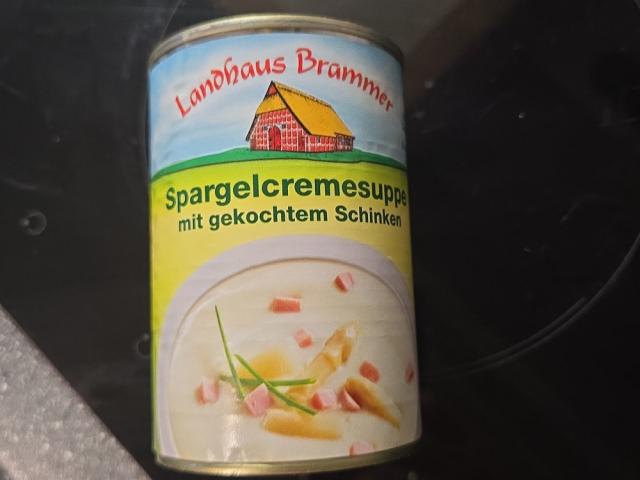 Landhaus Brammer
Spargelcremesuppe
mit gekochtem Schinken